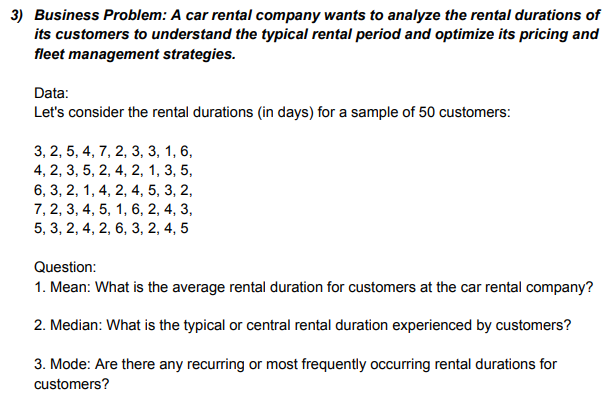 3) Business Problem: A car rental company wants to analyze the rental durations of
its customers to understand the typical rental period and optimize its pricing and
fleet management strategies.
Data:
Let's consider the rental durations (in days) for a sample of 50 customers:
3, 2, 5, 4, 7, 2, 3, 3, 1, 6,
4, 2, 3, 5, 2, 4, 2, 1, 3, 5,
6, 3, 2, 1, 4, 2, 4, 5, 3, 2,
7, 2, 3, 4, 5, 1, 6, 2, 4, 3,
5, 3, 2, 4, 2, 6, 3, 2, 4, 5
Question:
1. Mean: What is the average rental duration for customers at the car rental company?
2. Median: What is the typical or central rental duration experienced by customers?
3. Mode: Are there any recurring or most frequently occurring rental durations for
customers?